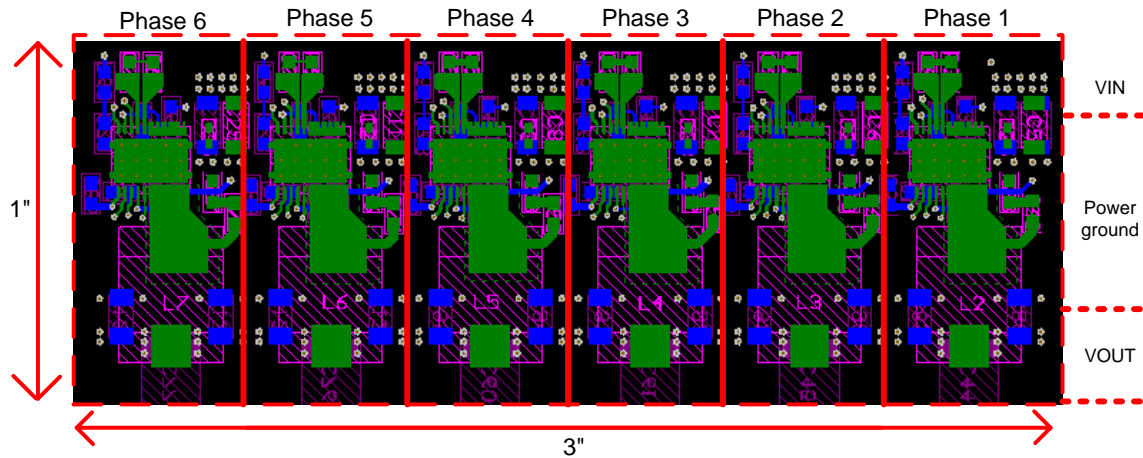 Phase 6
Phase 5
Phase 4
Phase 3
Phase 2
Phase 1
VIN
1"
Power
ground
L7
L6
L5
L4
L3
L2
VOUT
3"